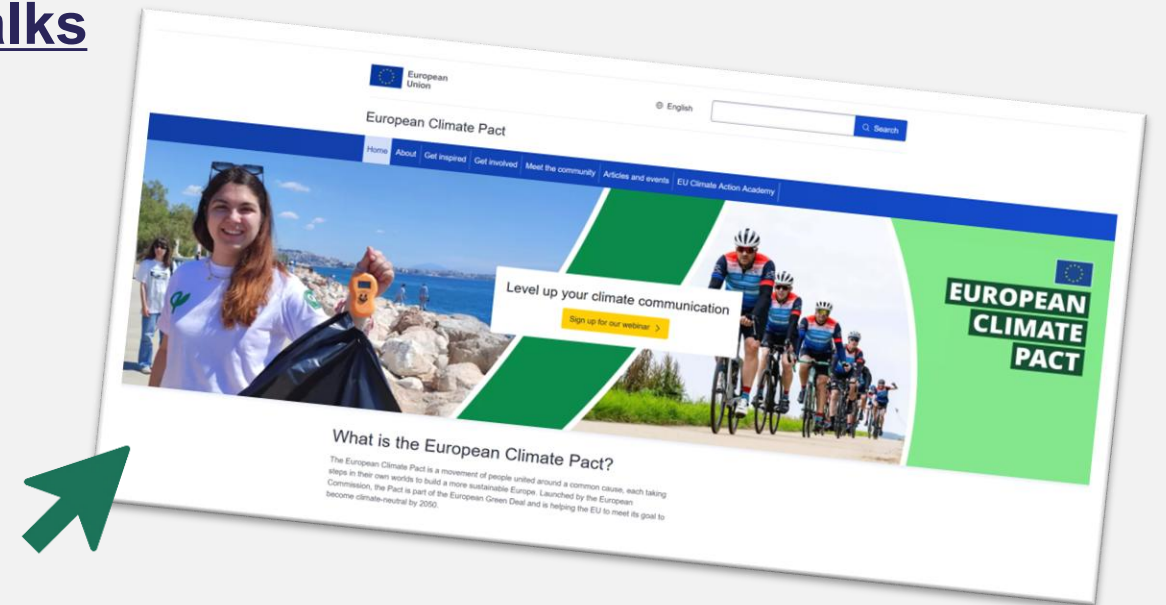 alks
European
Union
English
Search
European Climate Pact
Home
About
Get inspired
Get involved
Meet the community
Articles and events
EU Climate Action Academy
Level up your climate communication
Sign up for our webinar >
EUROPEAN
CLIMATE
PACT
What is the European Climate Pact?
The European Climate Pact is a movement of people united around a common cause, each taking
steps in their own worlds to build a more sustainable Europe. Launched by the European
Commission, the Pact is part of the European Green Deal and is helping the EU to meet its goal to
become climate-neutral by 2050.